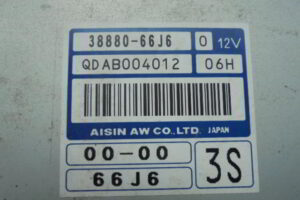 38880-66J6 0 12V
QDAB004012 06H
AISIN AW CO.,LTD. JAPAN
00-00
66J6
3S